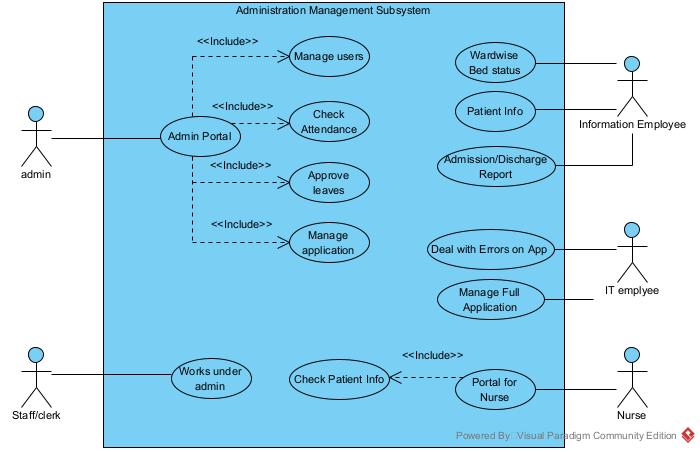 Administration Management Subsystem
<<Include>>
Manage users
Wardwise
Bed status
<<Include>>
Check
Attendance
Patient Info
Information Employee
Admin Portal
admin
<<Include>>
Approve
leaves
Admission/Discharge
Report
<<Include>>
Manage
application
Deal with Errors on App
IT emplyee
Manage Full
Application
<<Include>>
Works under
admin
Check Patient Info
Portal for
Nurse
Staff/clerk
Nurse
Powered By: Visual Paradigm Community Edition